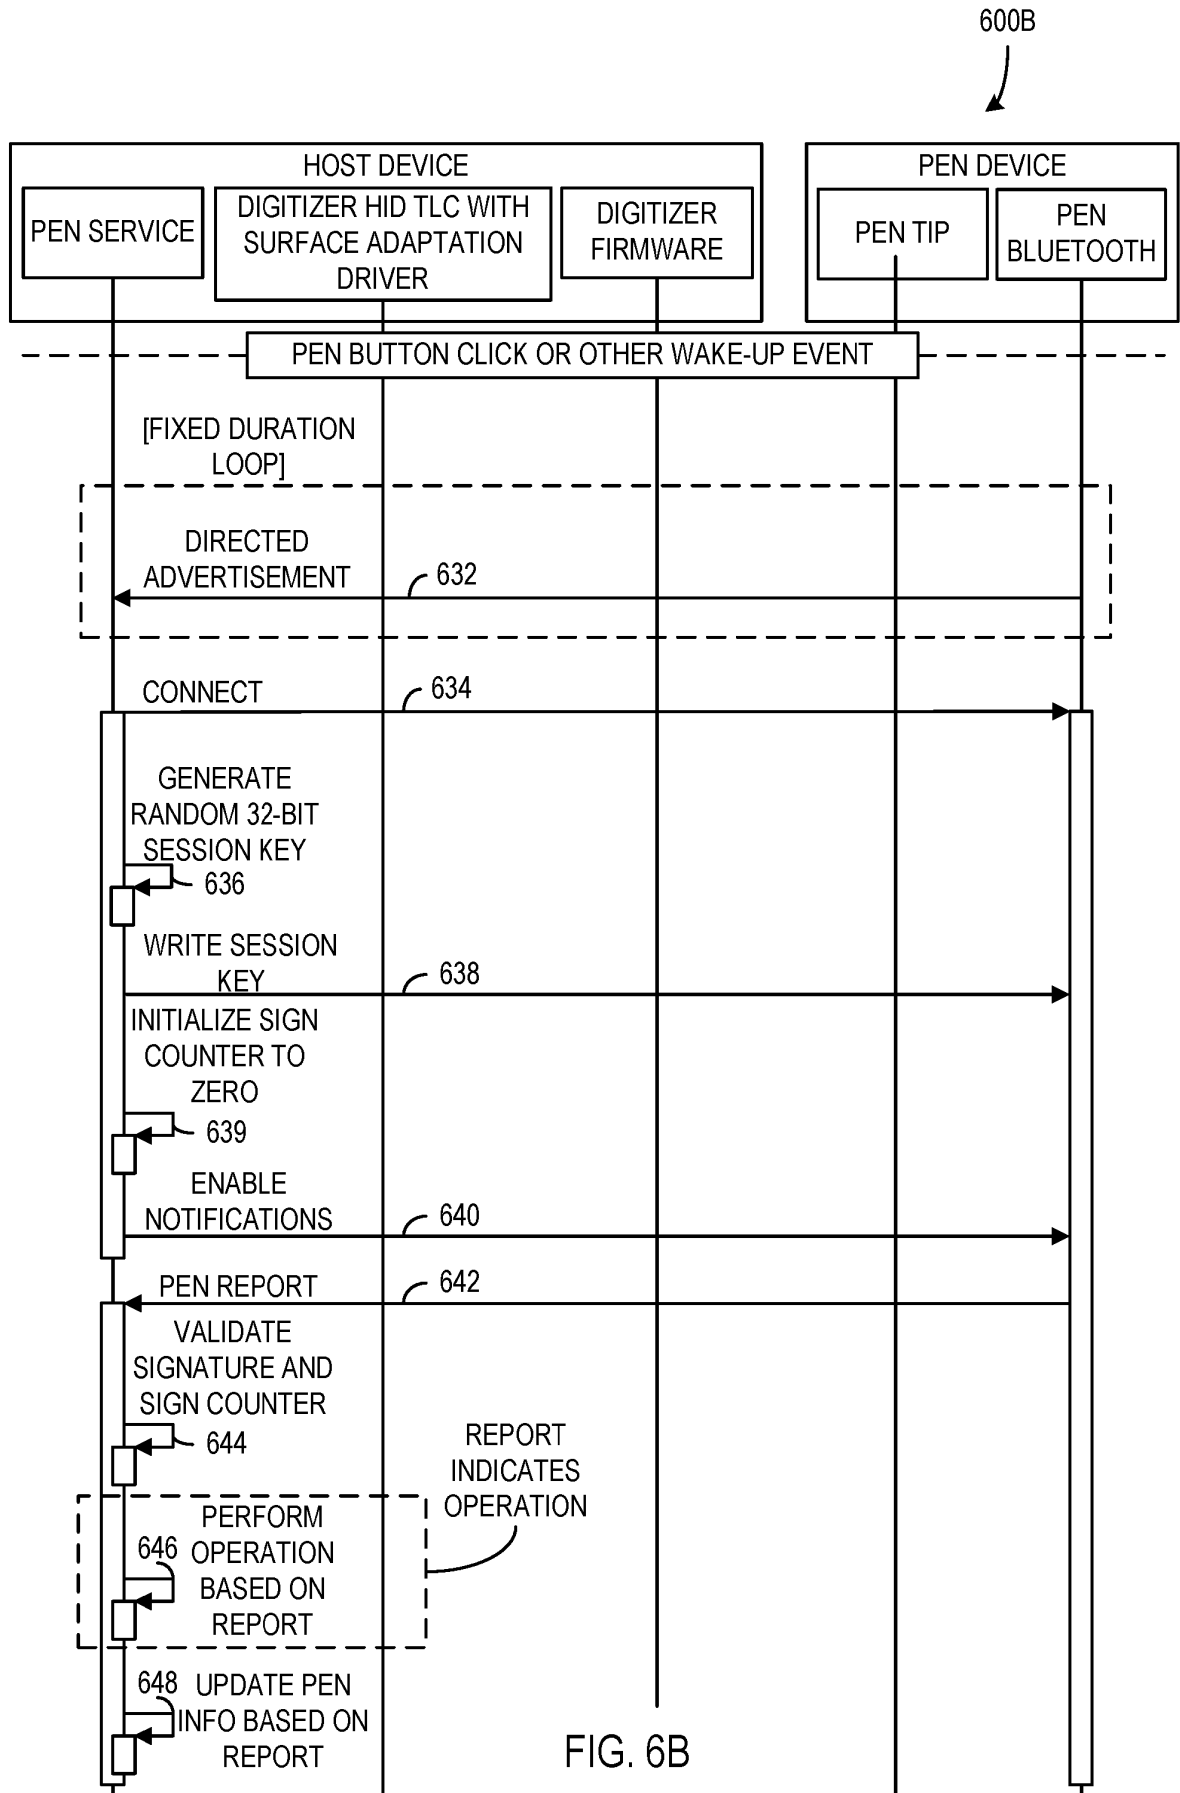 600B
HOST DEVICE
PEN DEVICE
PEN SERVICE
DIGITIZER HID TLC WITH
SURFACE ADAPTATION
DRIVER
DIGITIZER
FIRMWARE
PEN TIP
PEN
BLUETOOTH
PEN BUTTON CLICK OR OTHER WAKE-UP EVENT
[FIXED DURATION
LOOP]
DIRECTED
ADVERTISEMENT
632
CONNECT
634
GENERATE
RANDOM 32-BIT
SESSION KEY
636
WRITE SESSION
KEY
638
INITIALIZE SIGN
COUNTER TO
ZERO
639
ENABLE
NOTIFICATIONS
640
PEN REPORT
642
VALIDATE
SIGNATURE AND
SIGN COUNTER
644
REPORT
INDICATES
OPERATION
PERFORM
OPERATION
BASED ON
REPORT
646
648
UPDATE PEN
INFO BASED ON
REPORT
FIG. 6B